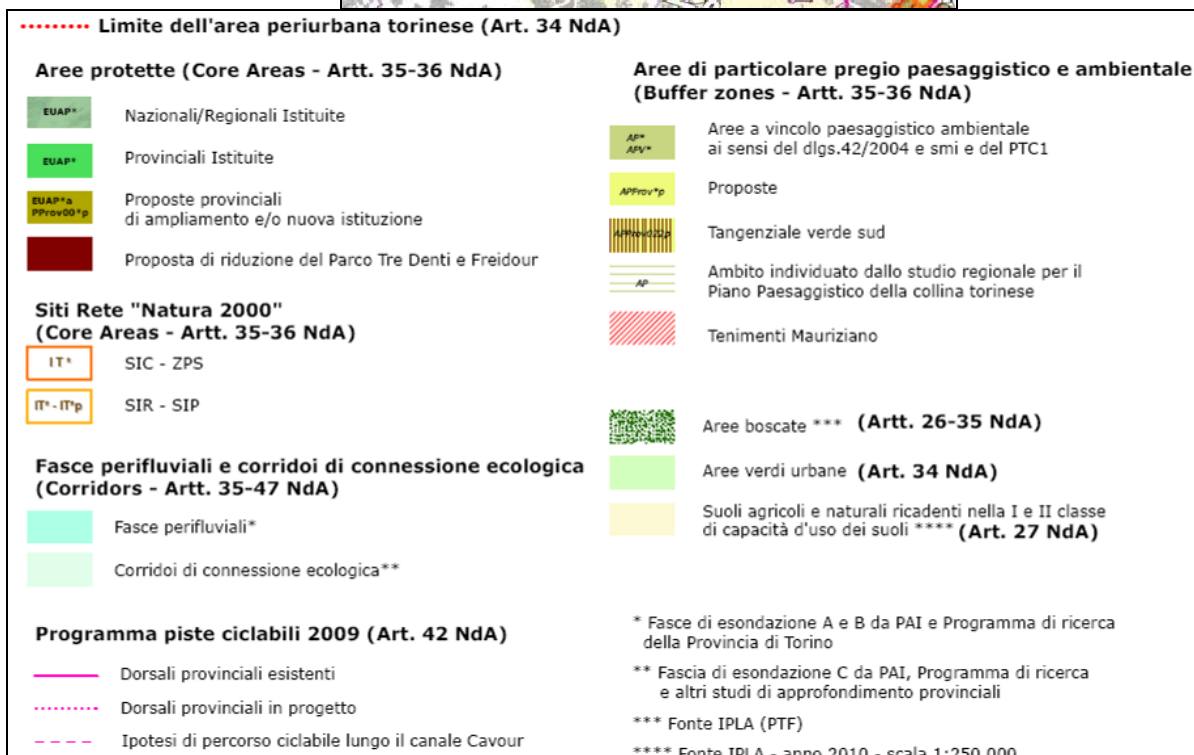 Limite dell'area periurbana torinese (Art. 34 NdA)
Aree protette (Core Areas - Artt. 35-36 NdA)
EUAP*
Nazionali/Regionali Istituite
EUAP*
Provinciali Istituite
EUAP*a
PProv00*p
Proposte provinciali
di ampliamento e/o nuova istituzione
Proposta di riduzione del Parco Tre Denti e Freidour
Siti Rete "Natura 2000"
(Core Areas - Artt. 35-36 NdA)
IT*
SIC - ZPS
IT* - IT*p
SIR - SIP
Fasce perifluviali e corridoi di connessione ecologica
(Corridors - Artt. 35-47 NdA)
Fasce perifluviali*
Corridoi di connessione ecologica**
Programma piste ciclabili 2009 (Art. 42 NdA)
Dorsali provinciali esistenti
Dorsali provinciali in progetto
Ipotesi di percorso ciclabile lungo il canale Cavour
Aree di particolare pregio paesaggistico e ambientale
(Buffer zones - Artt. 35-36 NdA)
AP*
APV*
Aree a vincolo paesaggistico ambientale
ai sensi del dlgs.42/2004 e smi e del PTC1
APProv*p
Proposte
APProv022p
Tangenziale verde sud
AP
Ambito individuato dallo studio regionale per il
Piano Paesaggistico della collina torinese
Tenimenti Mauriziano
Aree boscate *** (Artt. 26-35 NdA)
Aree verdi urbane (Art. 34 NdA)
Suoli agricoli e naturali ricadenti nella I e II classe
di capacità d'uso dei suoli **** (Art. 27 NdA)
* Fasce di esondazione A e B da PAI e Programma di ricerca
della Provincia di Torino
** Fascia di esondazione C da PAI, Programma di ricerca
e altri studi di approfondimento provinciali
*** Fonte IPLA (PTF)
**** Fonte IPLA - anno 2010 - scala 1:250.000